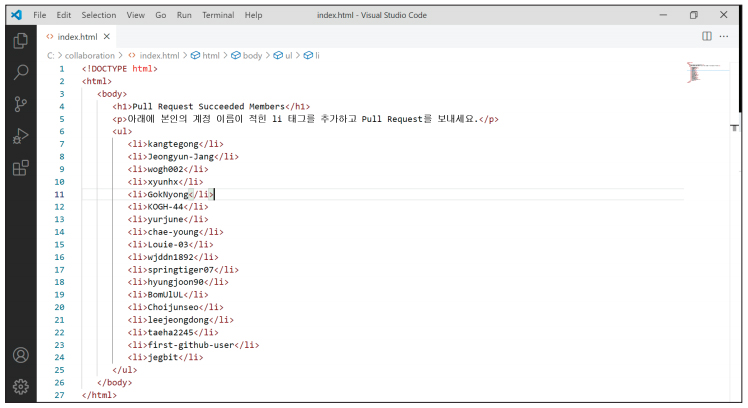 File Edit Selection View Go Run Terminal Help index.html - Visual Studio Code
index.html
C: > collaboration > index.html > html > body > ul > li
1 <!DOCTYPE html>
2 <html>
3 <body>
4 <h1>Pull Request Succeeded Members</h1>
5 <p>아래에 본인의 계정 이름이 적힌 li 태그를 추가하고 Pull Request를 보내세요.</p>
6 <ul>
7 <li>kangtegong</li>
8 <li>Jeongyun-Jang</li>
9 <li>wogh002</li>
10 <li>xyunhx</li>
11 <li>GokNyong</li>
12 <li>KOGH-44</li>
13 <li>yurjune</li>
14 <li>chae-young</li>
15 <li>Louie-03</li>
16 <li>wjddn1892</li>
17 <li>springtiger07</li>
18 <li>hyungjoon90</li>
19 <li>BomUlUL</li>
20 <li>Choijunseo</li>
21 <li>leejeongdong</li>
22 <li>taeha2245</li>
23 <li>first-github-user</li>
24 <li>jegbit</li>
25 </ul>
26 </body>
27 </html>